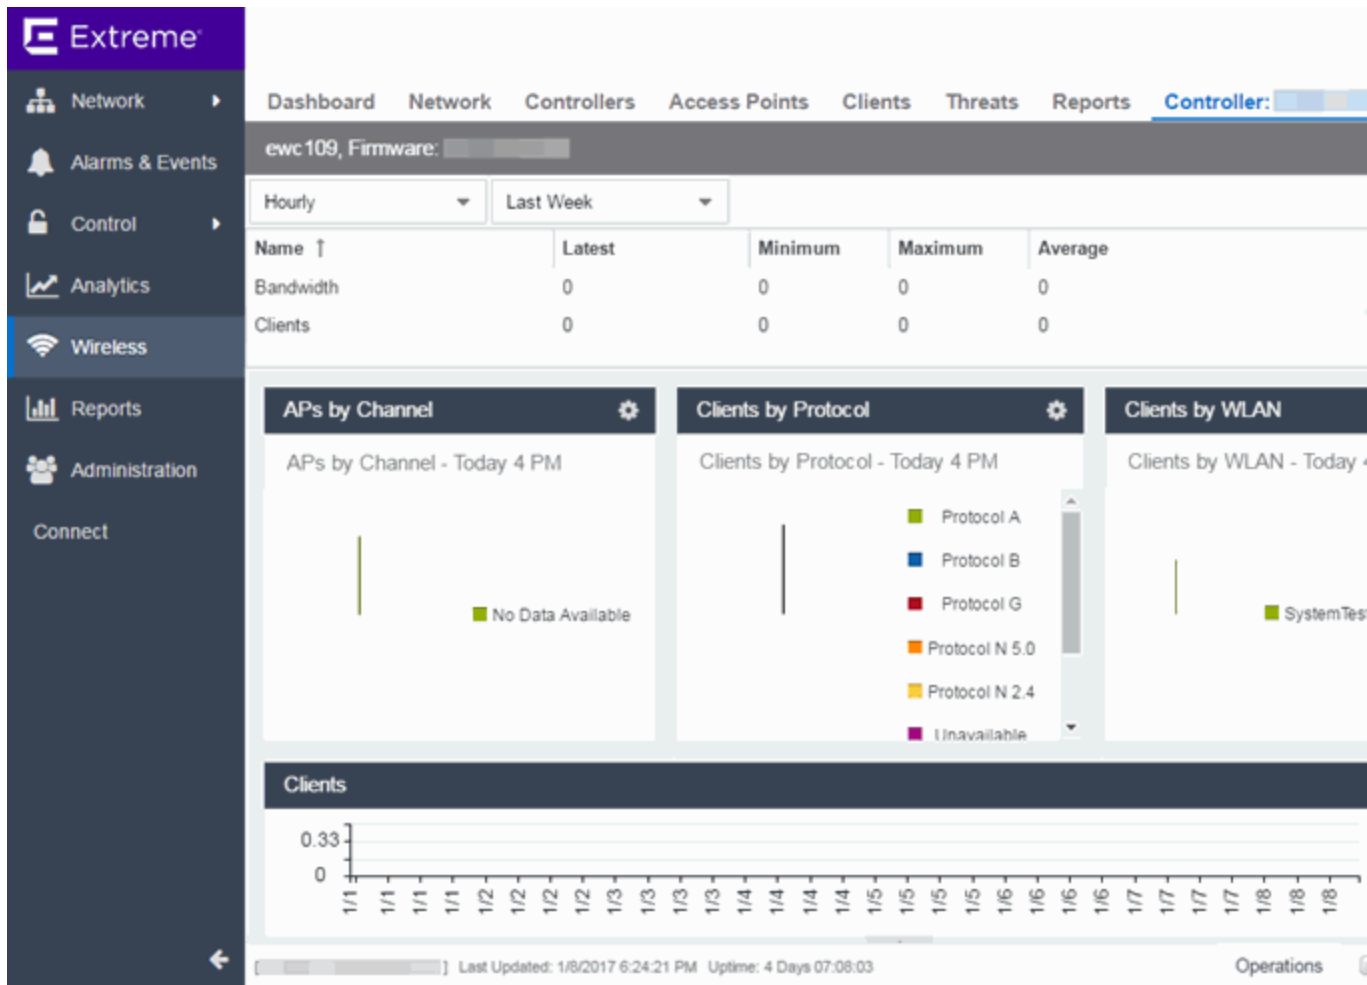 Extreme
Network
Alarms & Events
Control
Analytics
Wireless
Reports
Administration
Connect
Dashboard Network Controllers Access Points Clients Threats Reports Controller:
ewc109, Firmware:
Hourly Last Week
Name ↑ Latest Minimum Maximum Average
Bandwidth 0 0 0 0
Clients 0 0 0 0
APs by Channel
APs by Channel - Today 4 PM
No Data Available
Clients by Protocol
Clients by Protocol - Today 4 PM
Protocol A
Protocol B
Protocol G
Protocol N 5.0
Protocol N 2.4
Unavailable
Clients by WLAN
Clients by WLAN - Today
SystemTest
Clients
0.33
0
1/1 1/1 1/1 1/1 1/2 1/2 1/2 1/2 1/3 1/3 1/3 1/3 1/4 1/4 1/4 1/4 1/5 1/5 1/5 1/5 1/6 1/6 1/6 1/6 1/7 1/7 1/7 1/7 1/8 1/8 1/8
[ ] Last Updated: 1/8/2017 6:24:21 PM Uptime: 4 Days 07:08:03
Operations